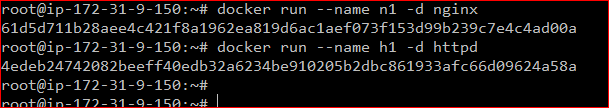 root@ip-172-31-9-150:~# docker run --name n1 -d nginx
61d5d711b28aee4c421f8a1962ea819d6ac1aef073f153d99b239c7e4c4ad00a
root@ip-172-31-9-150:~# docker run --name h1 -d httpd
4edeb24742082beeff40edb32a6234be910205b2dbc861933afc66d09624a58a
root@ip-172-31-9-150:~#
root@ip-172-31-9-150:~#